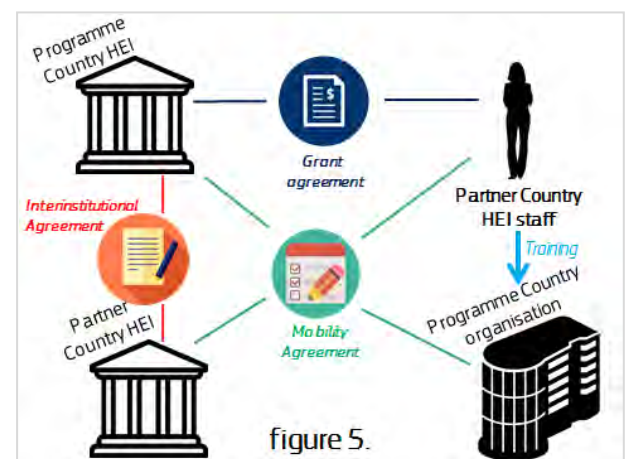 Programme
Country HEI
Grant
agreement
Partner Country
HEI staff
Interinstitutional
Agreement
Training
Partner
Country HEI
Mobility
Agreement
Programme Country
organisation
figure 5.